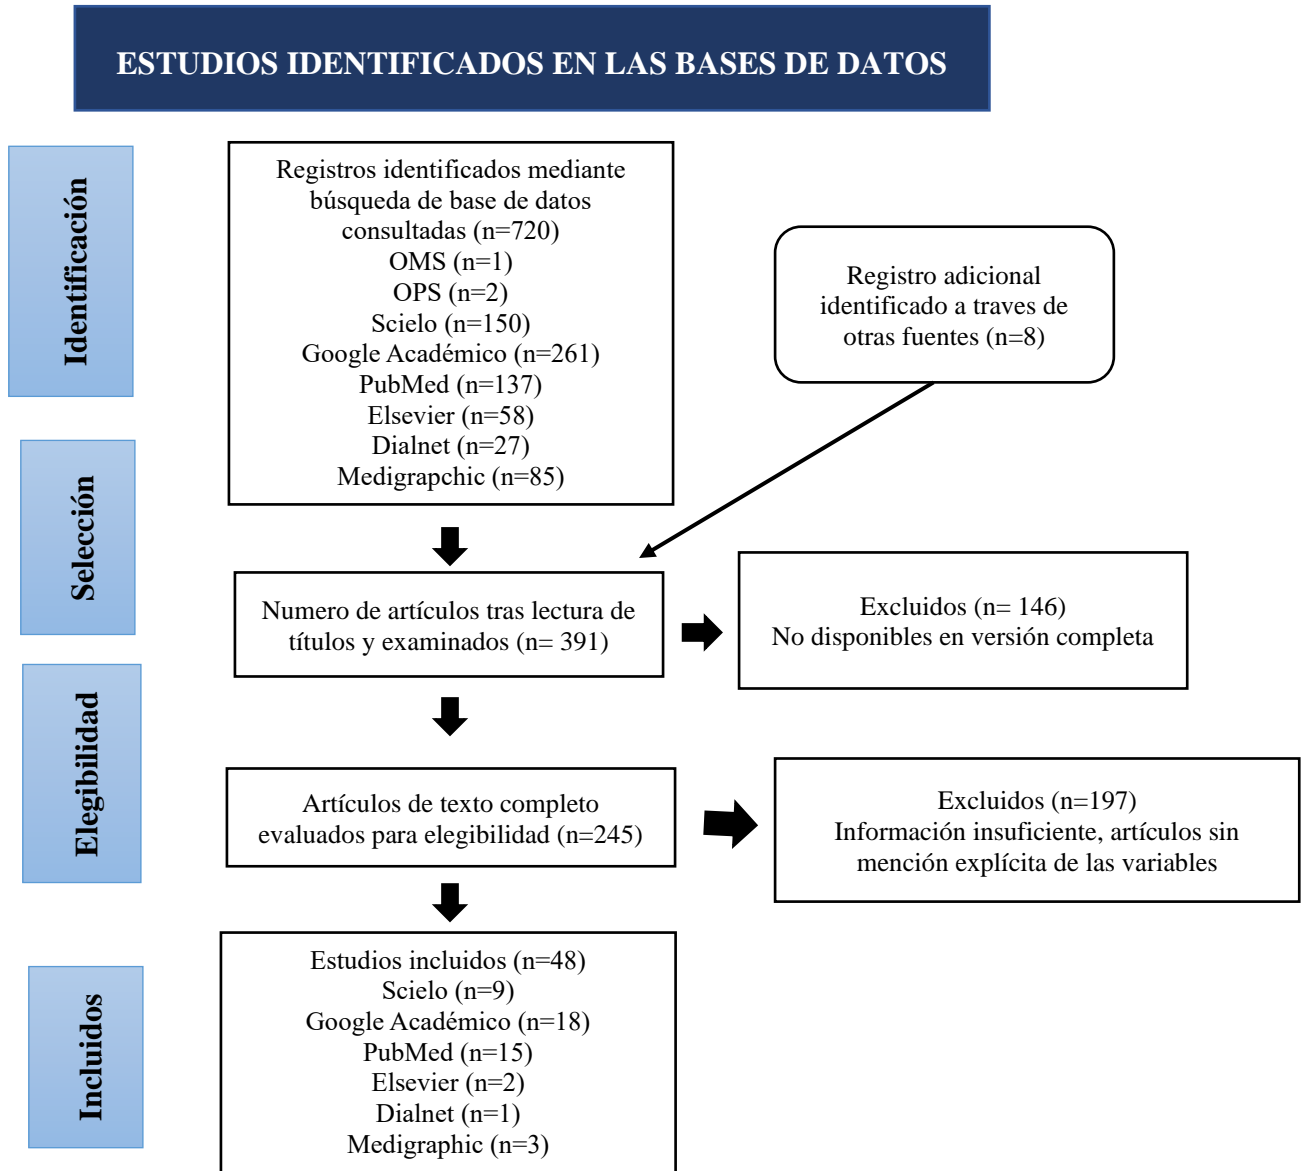 ESTUDIOS IDENTIFICADOS EN LAS BASES DE DATOS
Identificación
Registros identificados mediante
búsqueda de base de datos
consultadas (n=720)
OMS (n=1)
OPS (n=2)
Scielo (n=150)
Google Académico (n=261)
PubMed (n=137)
Elsevier (n=58)
Dialnet (n=27)
Medigrapchic (n=85)
Registro adicional
identificado a traves de
otras fuentes (n=8)
Selección
Numero de artículos tras lectura de
títulos y examinados (n= 391)
Excluidos (n= 146)
No disponibles en versión completa
Elegibilidad
Artículos de texto completo
evaluados para elegibilidad (n=245)
Excluidos (n=197)
Información insuficiente, artículos sin
mención explícita de las variables
Incluidos
Estudios incluidos (n=48)
Scielo (n=9)
Google Académico (n=18)
PubMed (n=15)
Elsevier (n=2)
Dialnet (n=1)
Medigraphic (n=3)